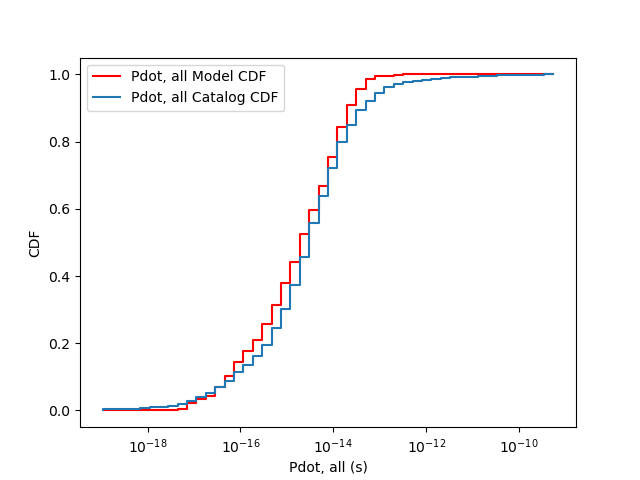 Pdot, all Model CDF
Pdot, all Catalog CDF
1.0
0.8
0.6
0.4
0.2
0.0
CDF
10⁻¹⁸ 10⁻¹⁶ 10⁻¹⁴ 10⁻¹² 10⁻¹⁰
Pdot, all (s)